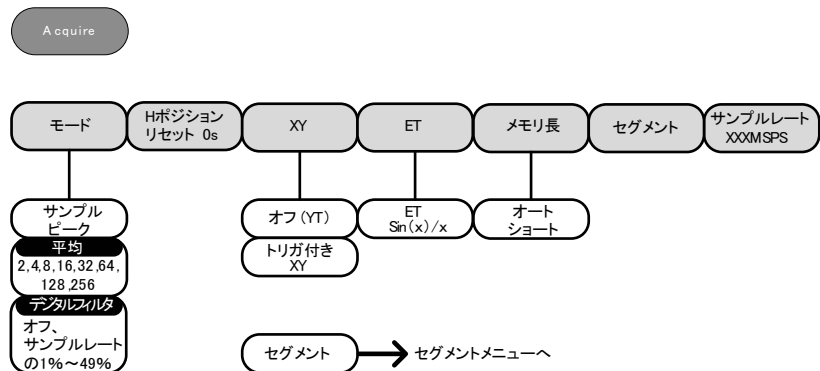 Acquire
モード
Hポジション
リセット 0s
XY
ET
メモリ長
セグメント
サンプルレート
XXXMSPS
サンプル
ピーク
平均
2,4,8,16,32,64,
128,256
デジタルフィルタ
オフ、
サンプルレート
の1%～49%
オフ(YT)
トリガ付き
XY
ET
Sin(x)/x
オート
ショート
セグメント
セグメントメニューへ